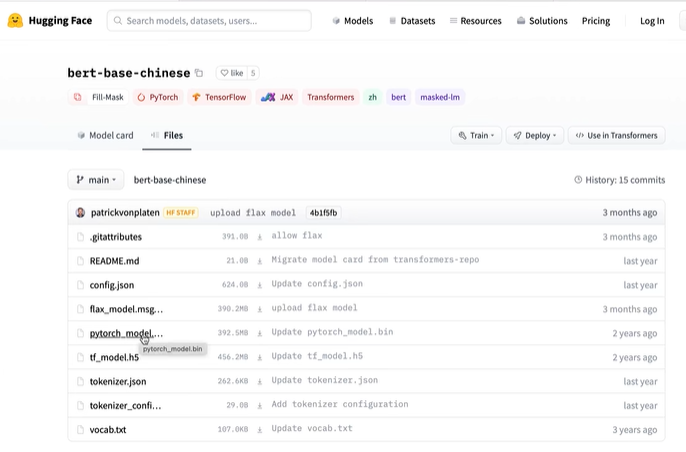 Hugging Face Search models, datasets, users... Models Datasets Resources Solutions Pricing Log In
bert-base-chinese like 5
Fill-Mask PyTorch TensorFlow JAX Transformers zh bert masked-lm
Model card Files Train Deploy </> Use in Transformers
main bert-base-chinese History: 15 commits
patrickvonplaten HF STAFF upload flax model 4b1f5fb 3 months ago
.gitattributes 391.0B allow flax 3 months ago
README.md 21.0B Migrate model card from transformers-repo last year
config.json 624.0B Update config.json last year
flax_model.msg... 390.2MB upload flax model 3 months ago
pytorch_model.... 392.5MB Update pytorch_model.bin 2 years ago
pytorch_model.bin
tf_model.h5 456.2MB Update tf_model.h5 2 years ago
tokenizer.json 262.6KB Update tokenizer.json last year
tokenizer_confi... 29.0B Add tokenizer configuration last year
vocab.txt 107.0KB Update vocab.txt 3 years ago